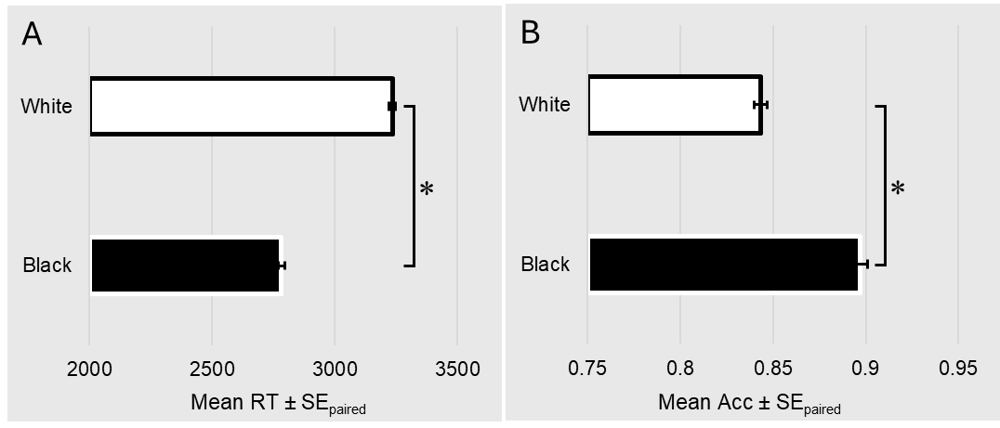 A
White
*
Black
2000 2500 3000 3500
Mean RT ± SEpaired
B
White
*
Black
0.75 0.8 0.85 0.9 0.95
Mean Acc ± SEpaired